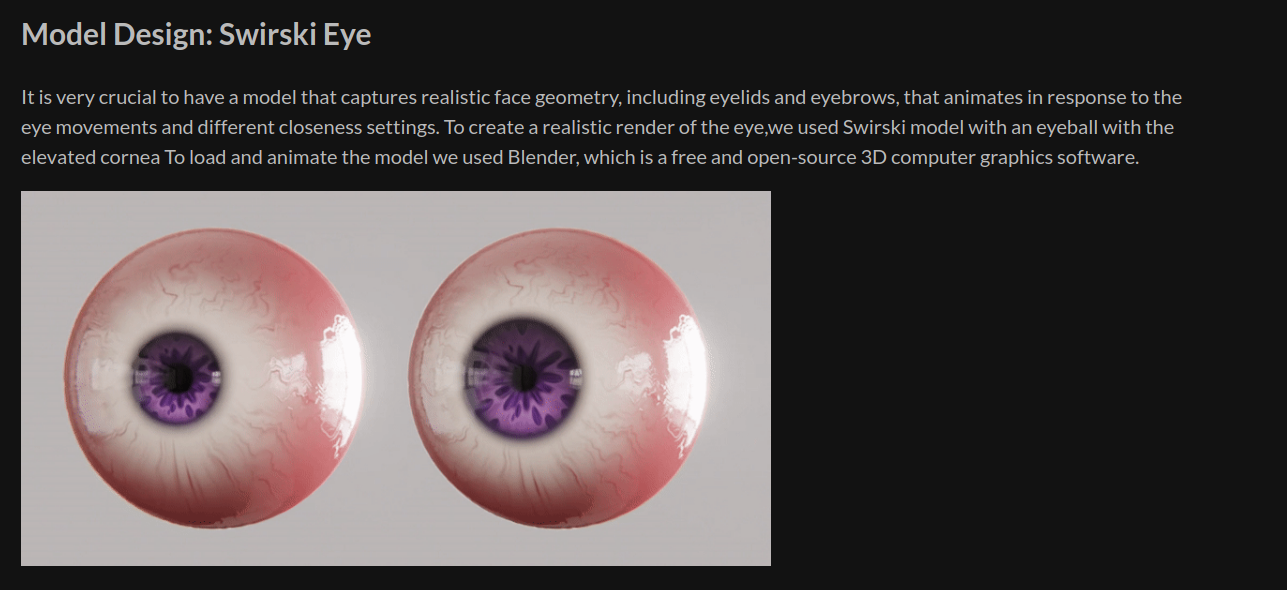 Model Design: Swirski Eye
It is very crucial to have a model that captures realistic face geometry, including eyelids and eyebrows, that animates in response to the
eye movements and different closeness settings. To create a realistic render of the eye,we used Swirski model with an eyeball with the
elevated cornea To load and animate the model we used Blender, which is a free and open-source 3D computer graphics software.